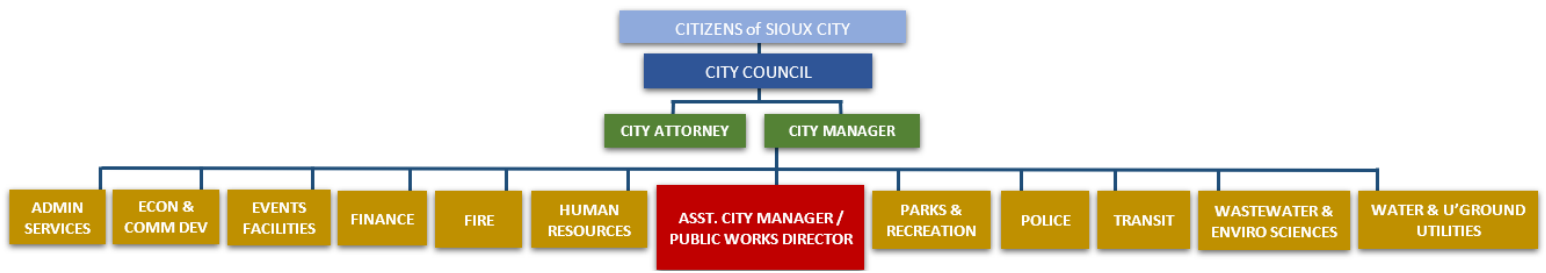 CITIZENS of SIOUX CITY
CITY COUNCIL
CITY ATTORNEY
CITY MANAGER
ADMIN
SERVICES
ECON &
COMM DEV
EVENTS
FACILITIES
FINANCE
FIRE
HUMAN
RESOURCES
ASST. CITY MANAGER /
PUBLIC WORKS DIRECTOR
PARKS &
RECREATION
POLICE
TRANSIT
WASTEWATER &
ENVIRO SCIENCES
WATER & U'GROUND
UTILITIES